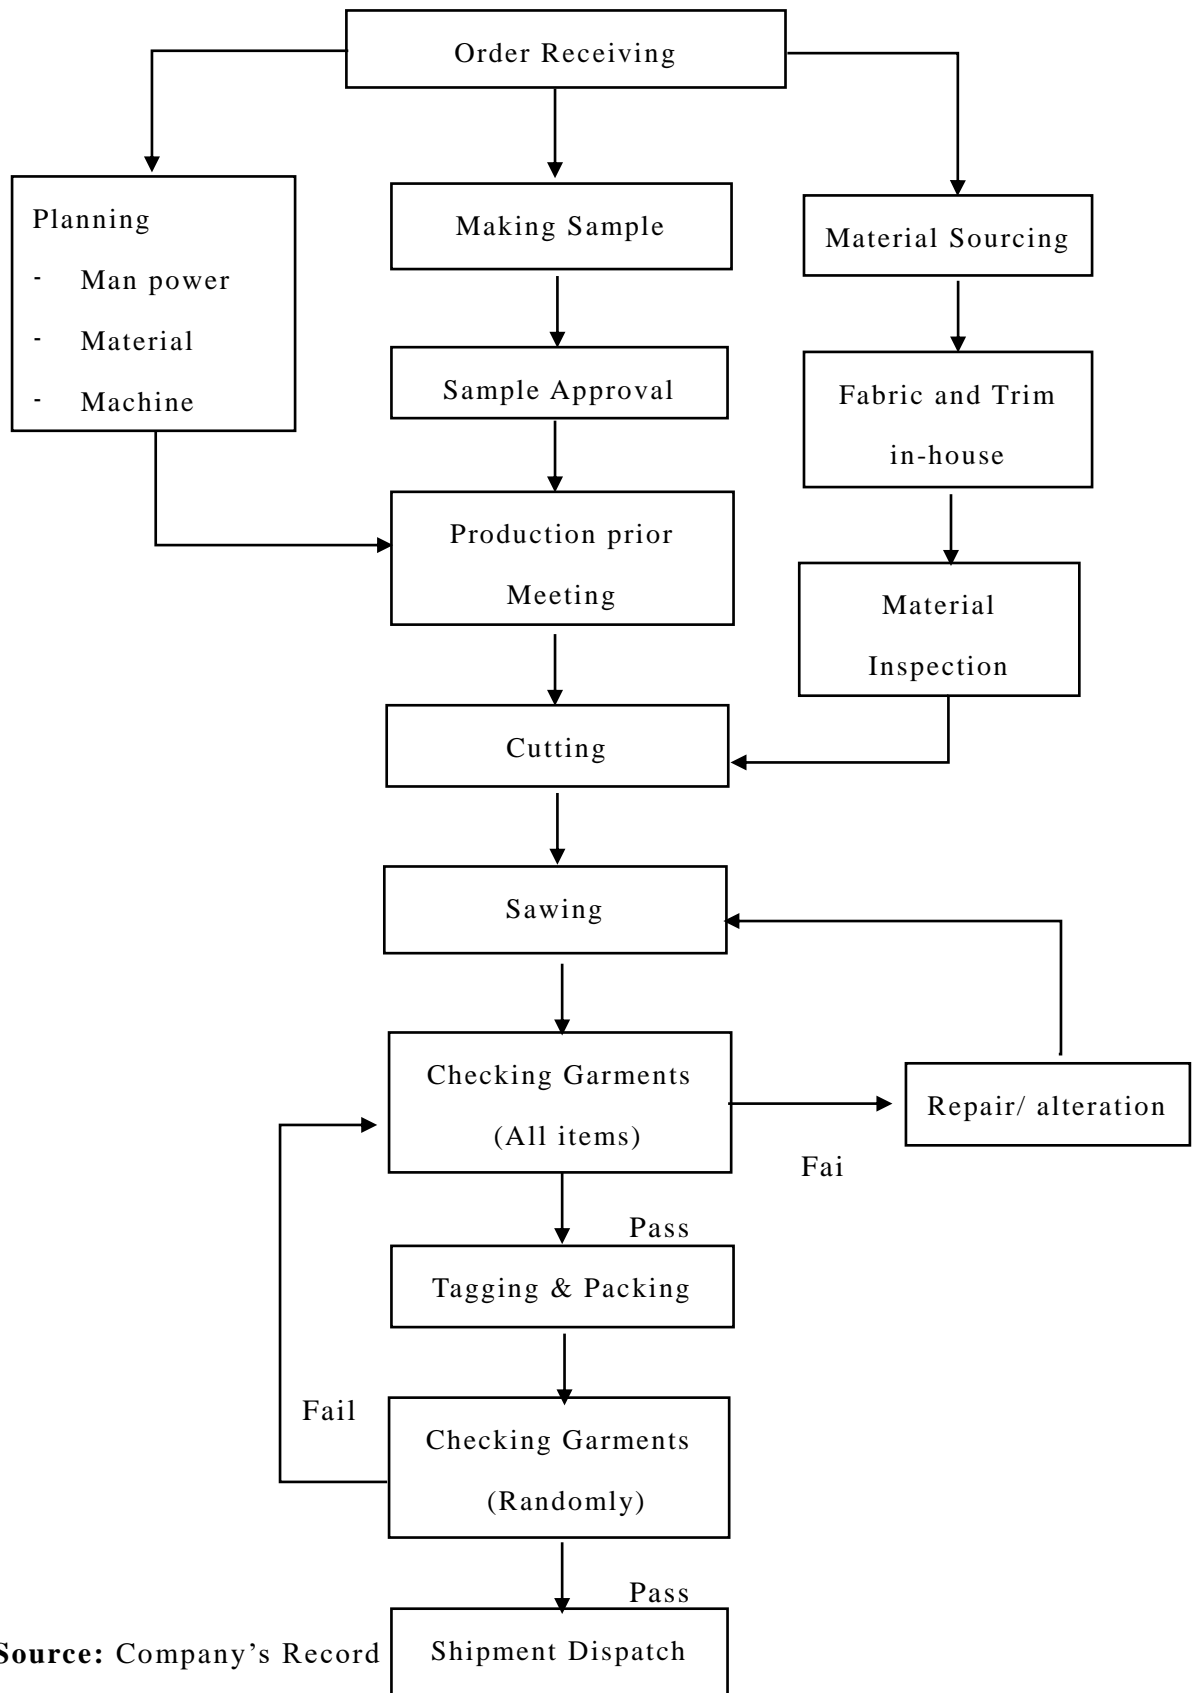 Order Receiving
Planning
- Man power
- Material
- Machine
Making Sample
Material Sourcing
Sample Approval
Fabric and Trim
in-house
Production prior
Meeting
Material
Inspection
Cutting
Sawing
Checking Garments
(All items)
Repair/ alteration
Fai
Pass
Tagging & Packing
Fail
Checking Garments
(Randomly)
Pass
Shipment Dispatch
Source: Company’s Record